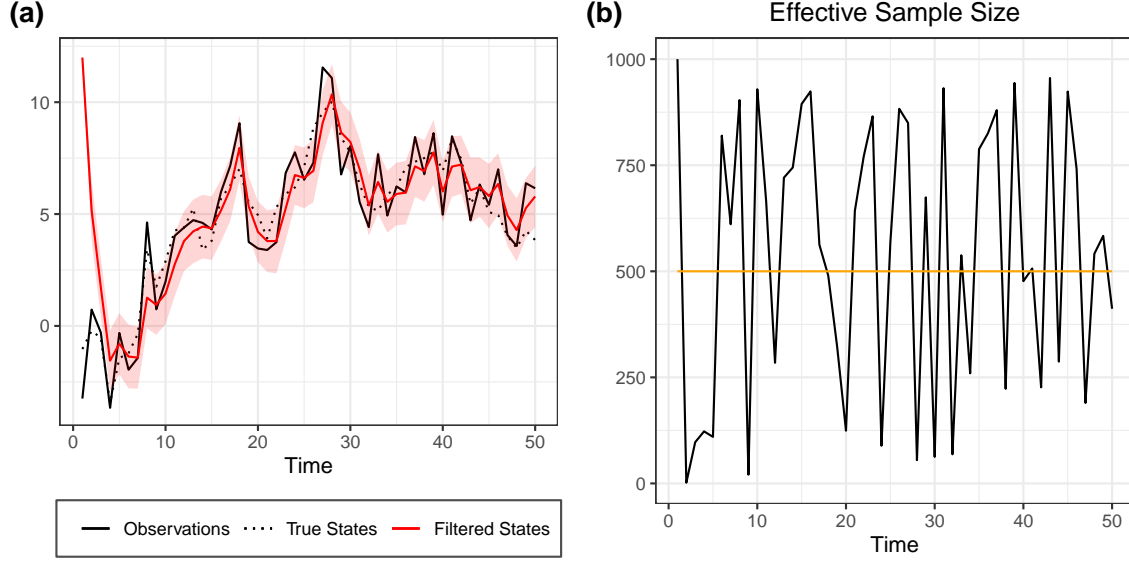 (a)
10
5
0
0
10
20
30
40
50
Time
Observations
True States
Filtered States
(b)
Effective Sample Size
1000
750
500
250
0
0
10
20
30
40
50
Time